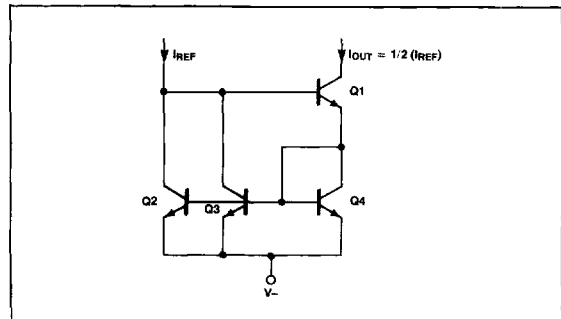 IREF
IOUT = 1/2 (IREF)
Q1
Q2
Q3
Q4
V–